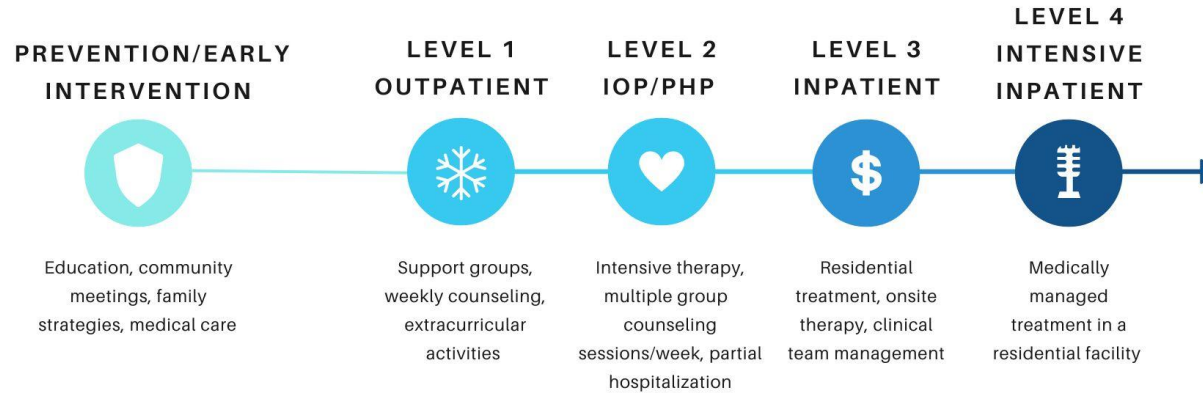 PREVENTION/EARLY
INTERVENTION
LEVEL 1
OUTPATIENT
LEVEL 2
IOP/PHP
LEVEL 3
INPATIENT
LEVEL 4
INTENSIVE
INPATIENT
$
Education, community
meetings, family
strategies, medical care
Support groups,
weekly counseling,
extracurricular
activities
Intensive therapy,
multiple group
counseling
sessions/week, partial
hospitalization
Residential
treatment, onsite
therapy, clinical
team management
Medically
managed
treatment in a
residential facility